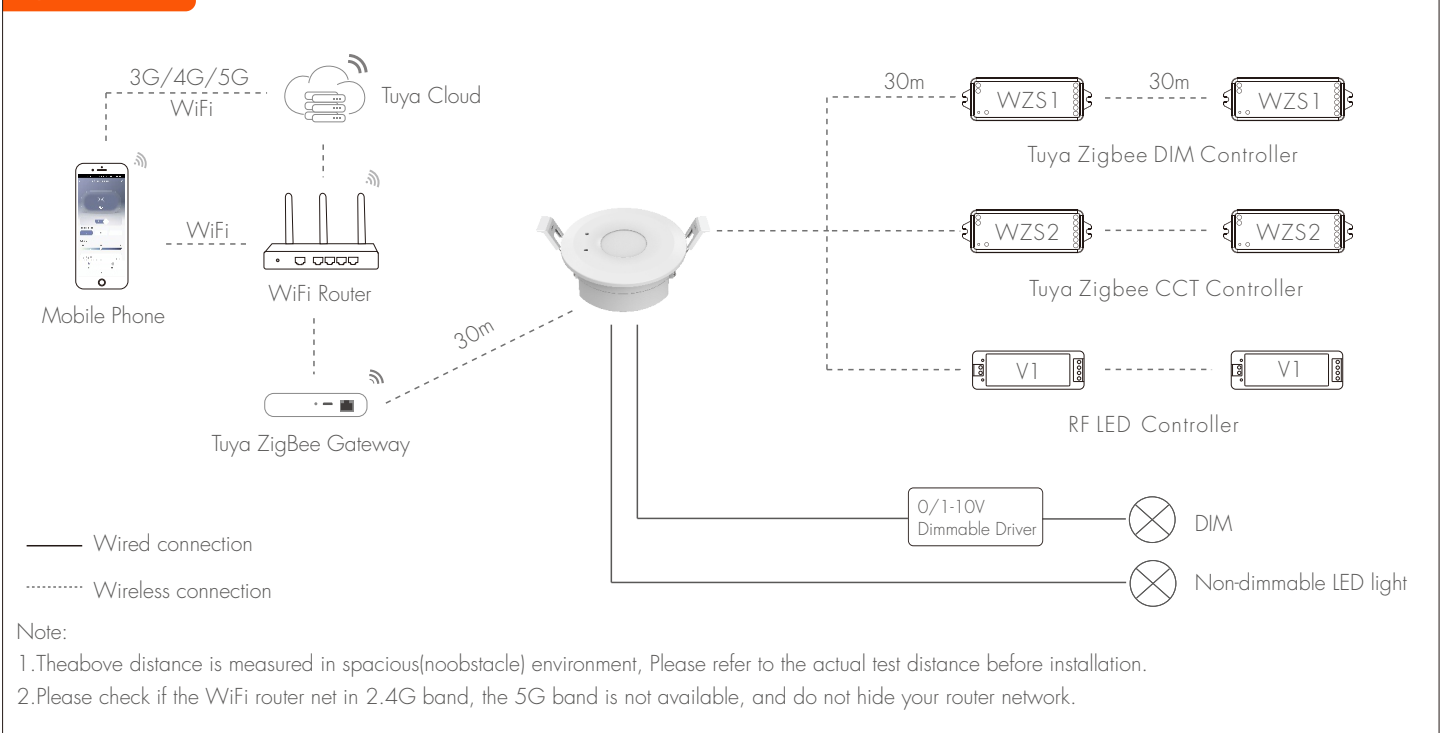 3G/4G/5G
WiFi
Tuya Cloud
WiFi
WiFi Router
Mobile Phone
30m
Tuya ZigBee Gateway
30m
WZS1
30m
WZS1
Tuya Zigbee DIM Controller
WZS2
WZS2
Tuya Zigbee CCT Controller
V1
V1
RF LED Controller
0/1-10V
Dimmable Driver
DIM
Non-dimmable LED light
Wired connection
Wireless connection
Note:
1.Theabove distance is measured in spacious(noobstacle) environment, Please refer to the actual test distance before installation.
2.Please check if the WiFi router net in 2.4G band, the 5G band is not available, and do not hide your router network.